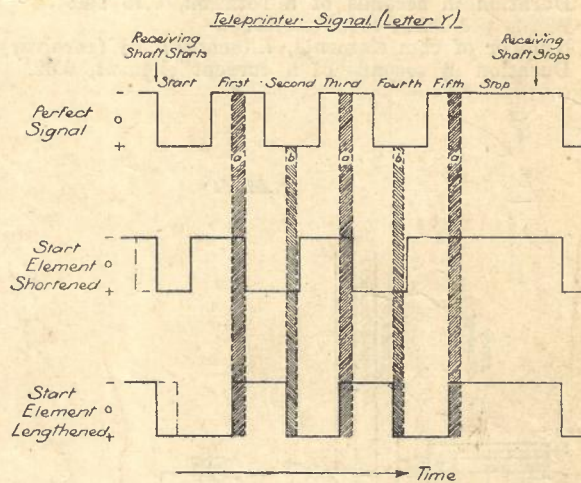 Teleprinter Signal (Letter Y)
Receiving
Shaft Starts
Receiving
Shaft Stops
Start First Second Third Fourth Fifth Stop
Perfect
Signal
-
o
+
a b a b a
Start
Element
Shortened
-
o
+
Start
Element
Lengthened
-
o
+
Time